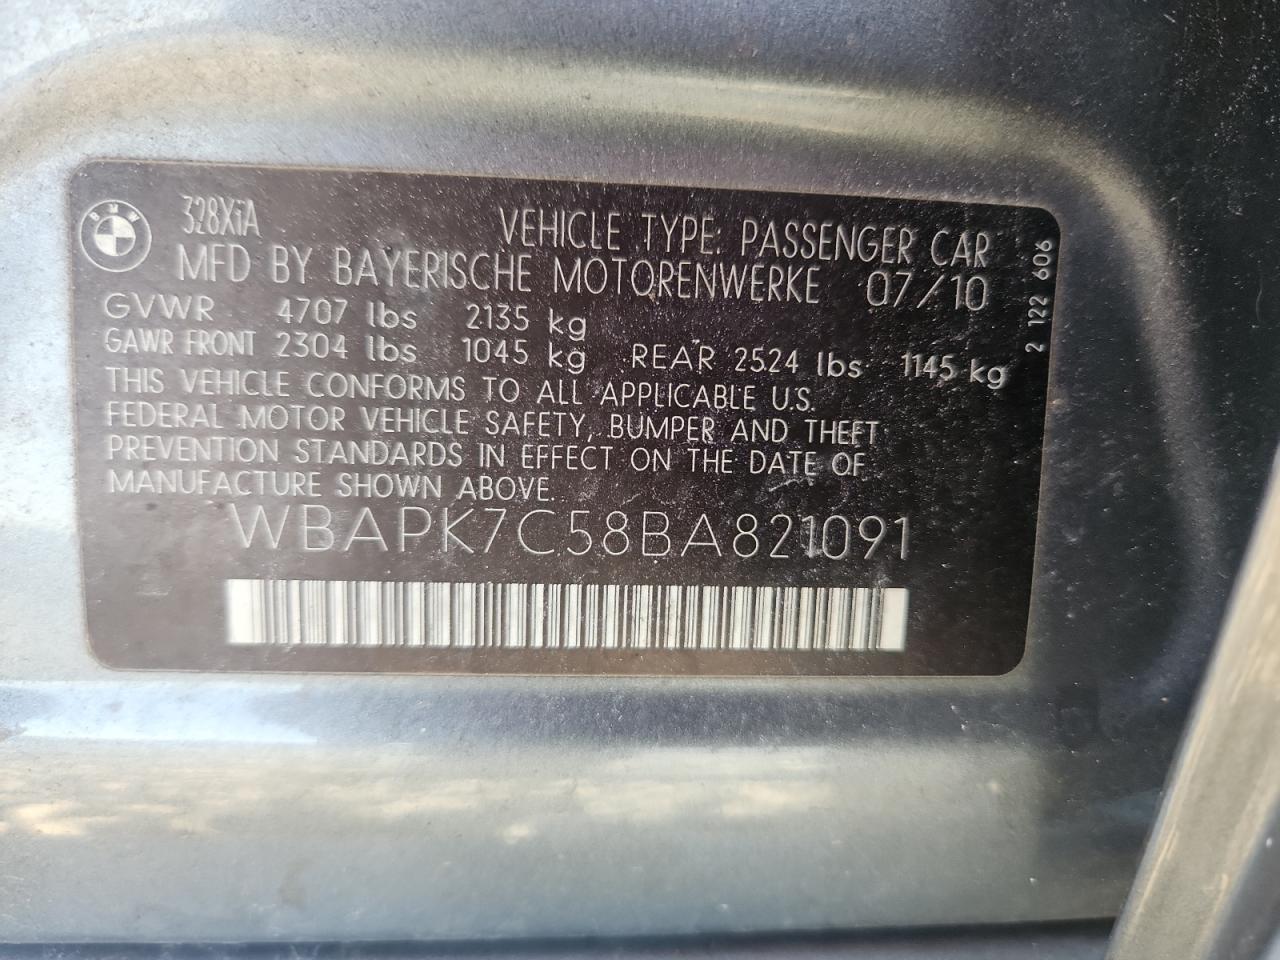 BMW
328XiA
VEHICLE TYPE: PASSENGER CAR
MFD BY BAYERISCHE MOTORENWERKE 07/10
GVWR 4707 lbs 2135 kg
GAWR FRONT 2304 lbs 1045 kg REAR 2524 lbs 1145 kg
THIS VEHICLE CONFORMS TO ALL APPLICABLE U.S.
FEDERAL MOTOR VEHICLE SAFETY, BUMPER AND THEFT
PREVENTION STANDARDS IN EFFECT ON THE DATE OF
MANUFACTURE SHOWN ABOVE.
WBAPK7C58BA821091
2 122 606